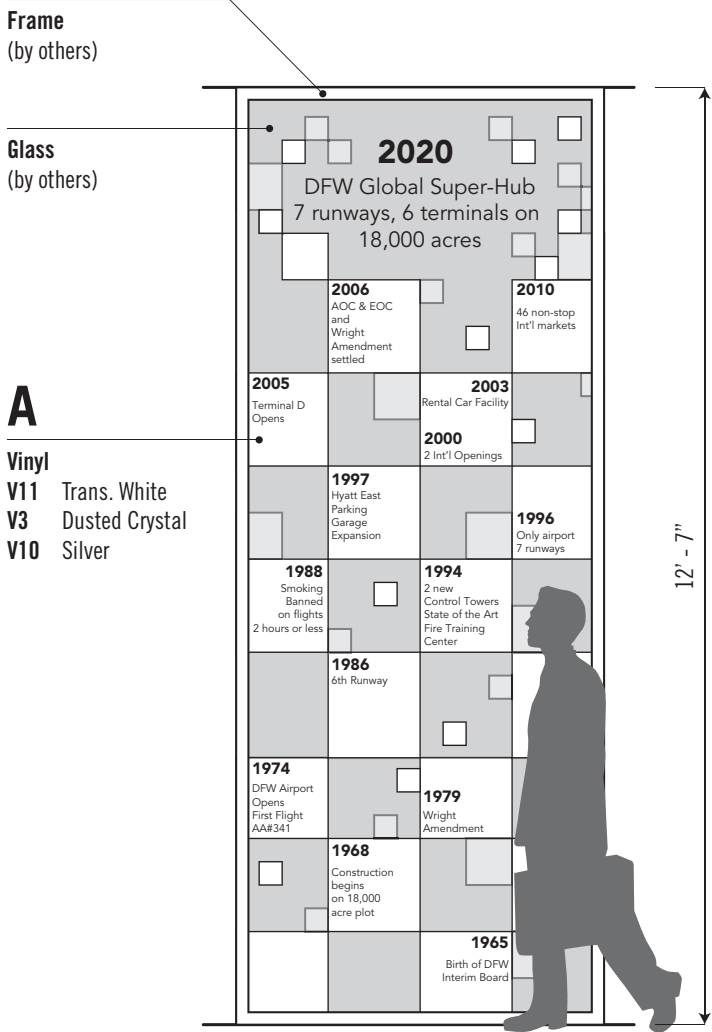 Frame
(by others)
Glass
(by others)
A
Vinyl
V11 Trans. White
V3 Dusted Crystal
V10 Silver
2020
DFW Global Super-Hub
7 runways, 6 terminals on
18,000 acres
2006
AOC & EOC
and
Wright
Amendment
settled
2010
46 non-stop
Int'l markets
2005
Terminal D
Opens
2003
Rental Car Facility
2000
2 Int'l Openings
1997
Hyatt East
Parking
Garage
Expansion
1996
Only airport
7 runways
1988
Smoking
Banned
on flights
2 hours or less
1994
2 new
Control Towers
State of the Art
Fire Training
Center
1986
6th Runway
1974
DFW Airport
Opens
First Flight
AA#341
1979
Wright
Amendment
1968
Construction
begins
on 18,000
acre plot
1965
Birth of DFW
Interim Board
12' - 7"